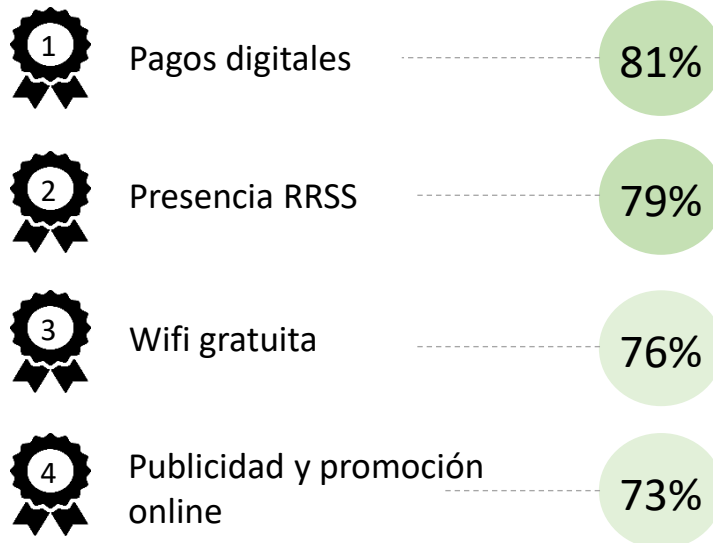 1 Pagos digitales 81%
2 Presencia RRSS 79%
3 Wifi gratuita 76%
4 Publicidad y promoción
online 73%